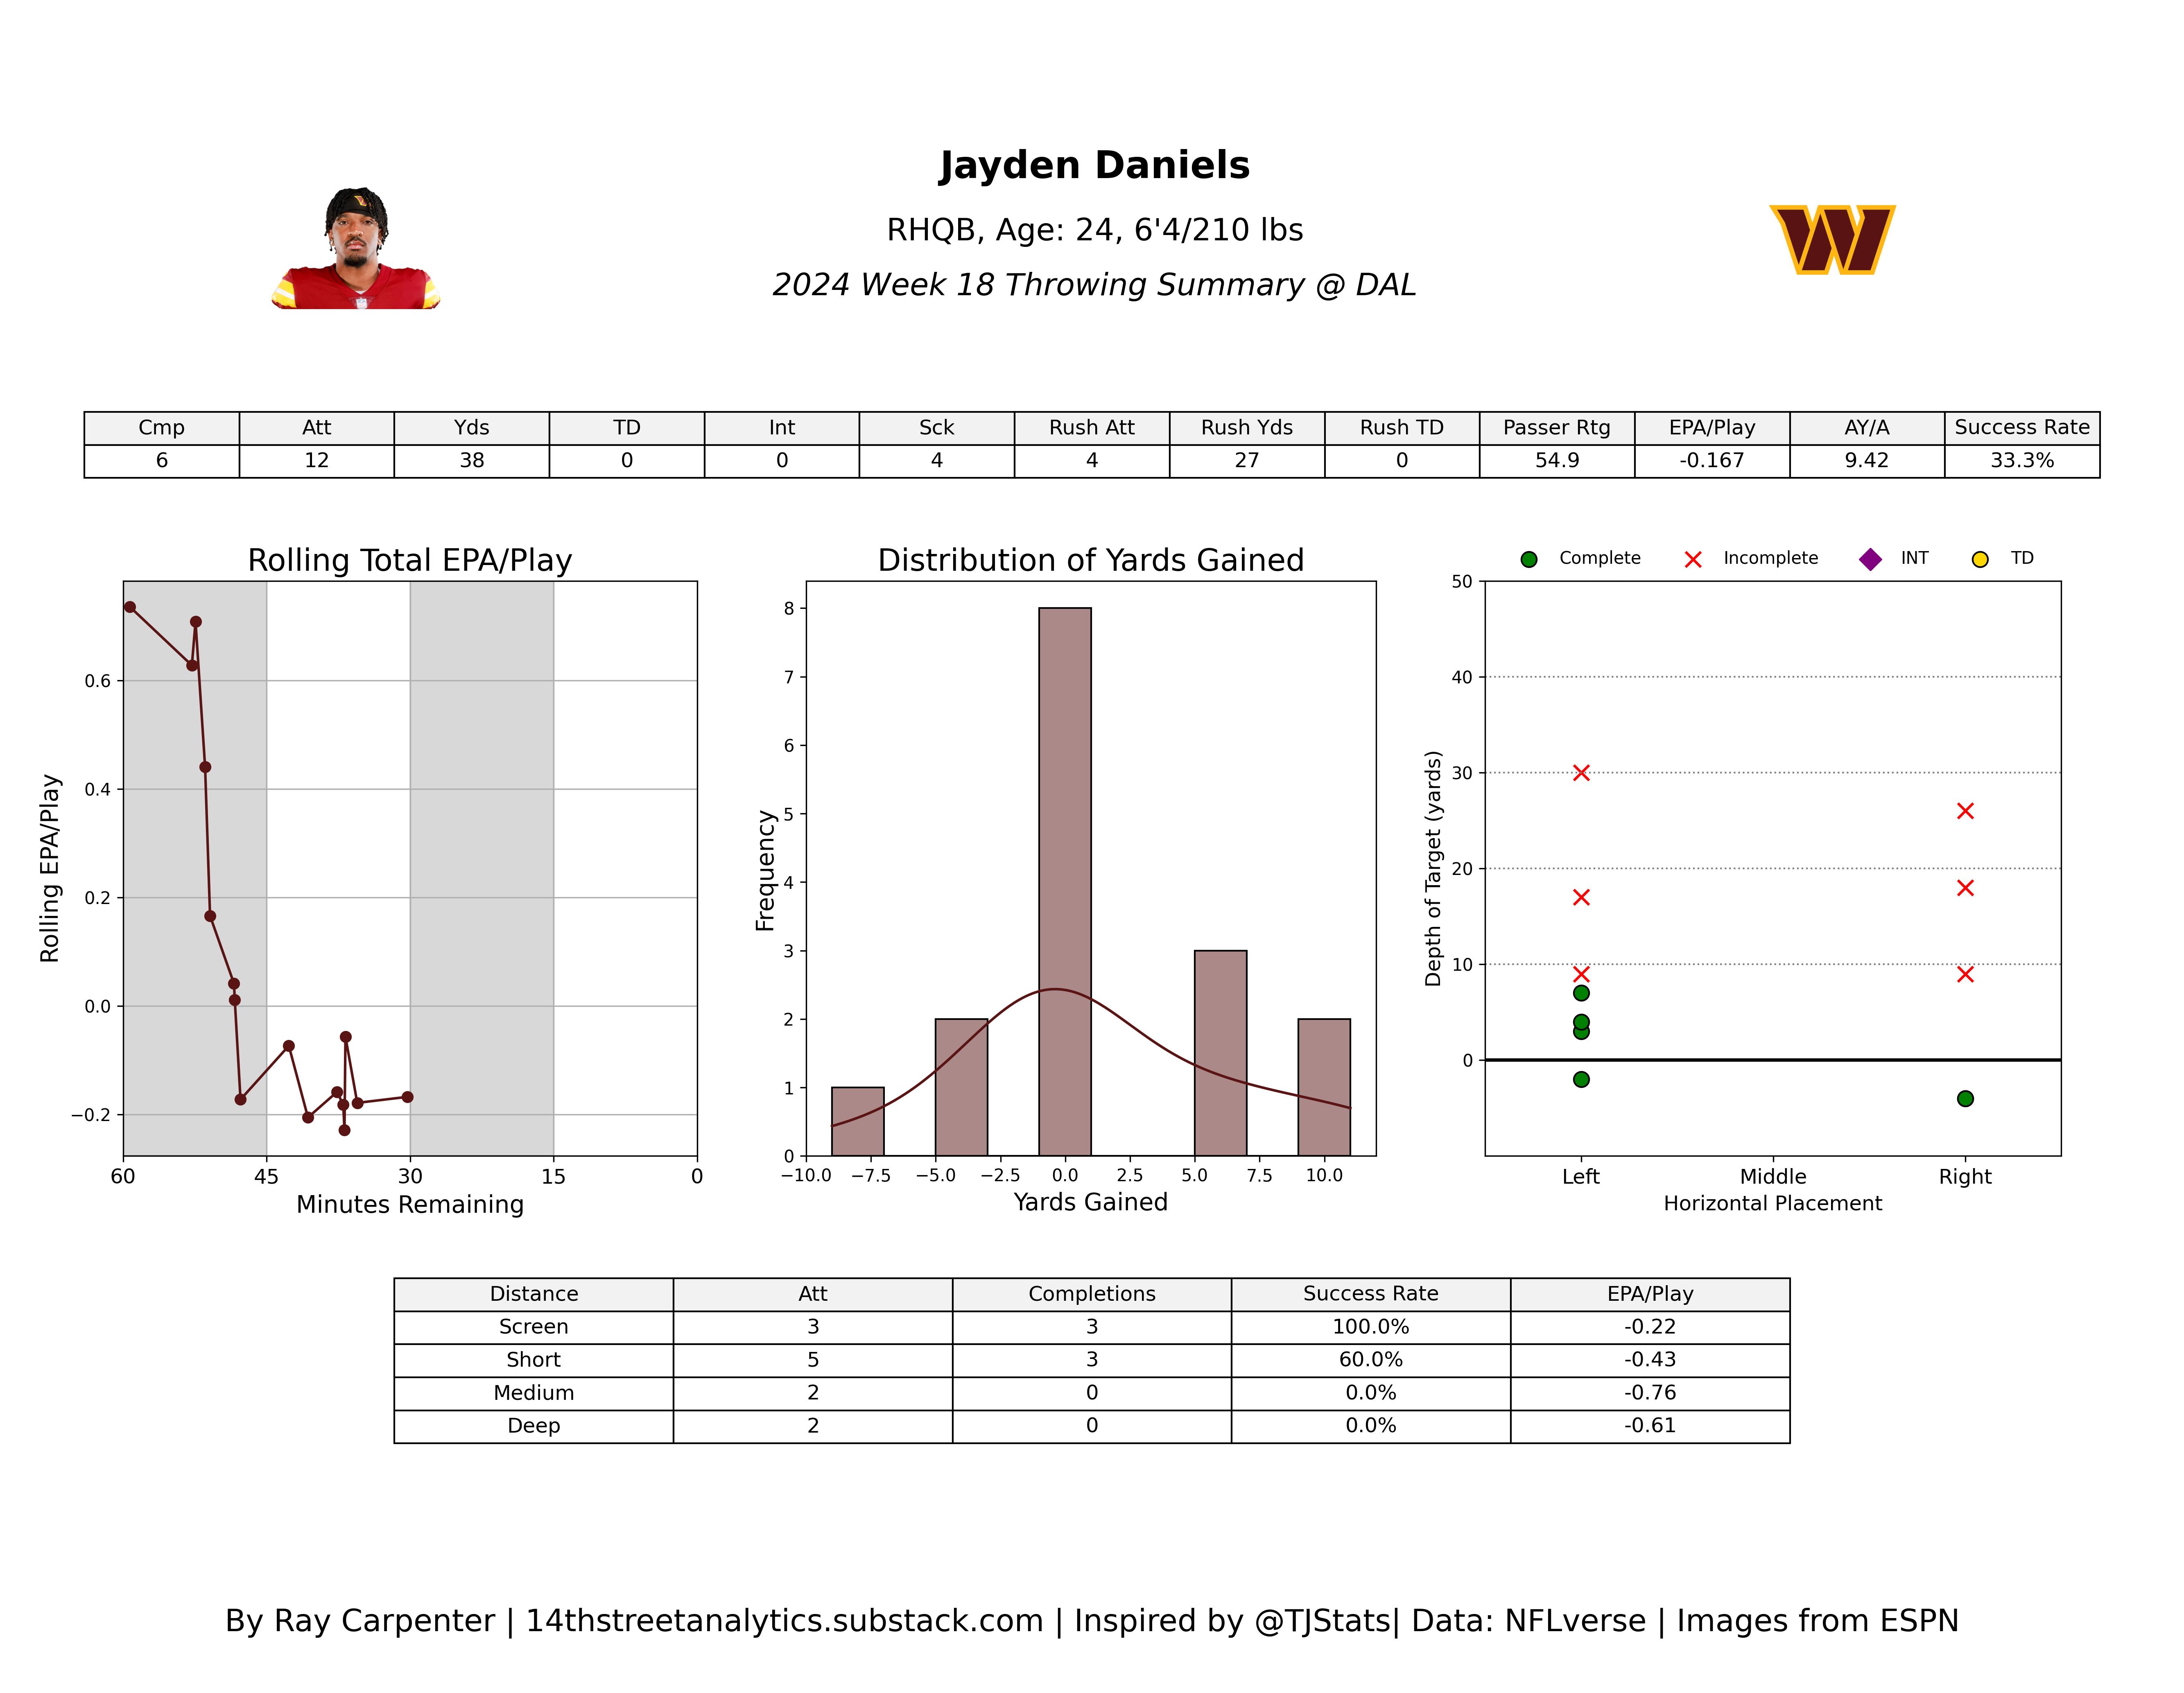 Jayden Daniels
RHQB, Age: 24, 6'4/210 lbs
2024 Week 18 Throwing Summary @ DAL
Cmp Att Yds TD Int Sck Rush Att Rush Yds Rush TD Passer Rtg EPA/Play AY/A Success Rate
6 12 38 0 0 4 4 27 0 54.9 -0.167 9.42 33.3%
Rolling Total EPA/Play
0.6
0.4
0.2
0.0
−0.2
Rolling EPA/Play
60 45 30 15 0
Minutes Remaining
Distribution of Yards Gained
8
7
6
5
4
3
2
1
0
Frequency
−10.0 −7.5 −5.0 −2.5 0.0 2.5 5.0 7.5 10.0
Yards Gained
Complete Incomplete INT TD
50
40
30
20
10
0
Depth of Target (yards)
Left Middle Right
Horizontal Placement
Distance Att Completions Success Rate EPA/Play
Screen 3 3 100.0% -0.22
Short 5 3 60.0% -0.43
Medium 2 0 0.0% -0.76
Deep 2 0 0.0% -0.61
By Ray Carpenter | 14thstreetanalytics.substack.com | Inspired by @TJStats| Data: NFLverse | Images from ESPN